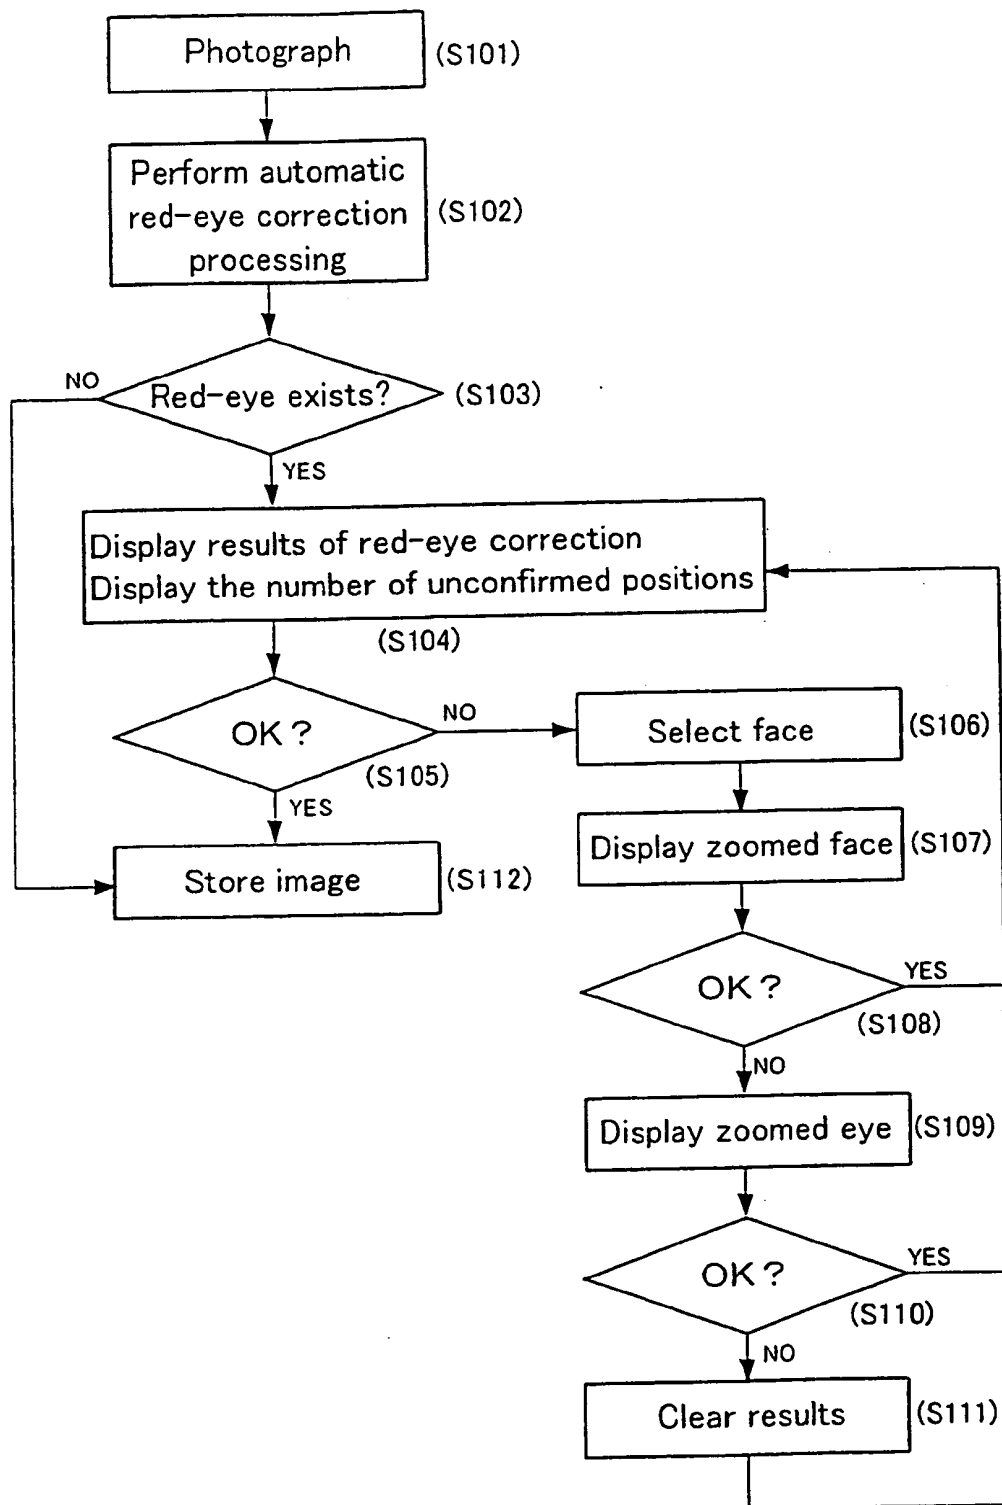 Photograph
(S101)
Perform automatic
red-eye correction
processing
(S102)
NO
Red-eye exists?
(S103)
YES
Display results of red-eye correction
Display the number of unconfirmed positions
(S104)
OK?
NO
(S105)
YES
Select face
(S106)
Display zoomed face
(S107)
Store image
(S112)
OK?
YES
(S108)
NO
Display zoomed eye
(S109)
OK?
YES
(S110)
NO
Clear results
(S111)